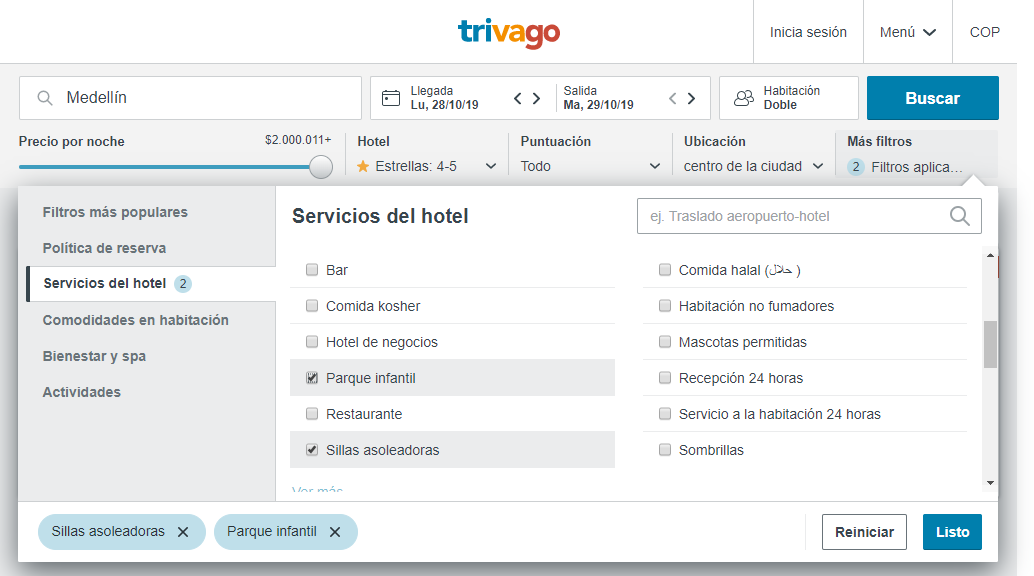 trivago
Inicia sesión
Menú
COP
Medellín
Llegada
Lu, 28/10/19
Salida
Ma, 29/10/19
Habitación
Doble
Buscar
Precio por noche
$2.000.011+
Hotel
Estrellas: 4-5
Puntuación
Todo
Ubicación
centro de la ciudad
Más filtros
2 Filtros aplica...
Filtros más populares
Política de reserva
Servicios del hotel 2
Comodidades en habitación
Bienestar y spa
Actividades
Servicios del hotel
ej. Traslado aeropuerto-hotel
Bar
Comida kosher
Hotel de negocios
Parque infantil
Restaurante
Sillas asoleadoras
Ver más
Comida halal (حلال)
Habitación no fumadores
Mascotas permitidas
Recepción 24 horas
Servicio a la habitación 24 horas
Sombrillas
Sillas asoleadoras
Parque infantil
Reiniciar
Listo